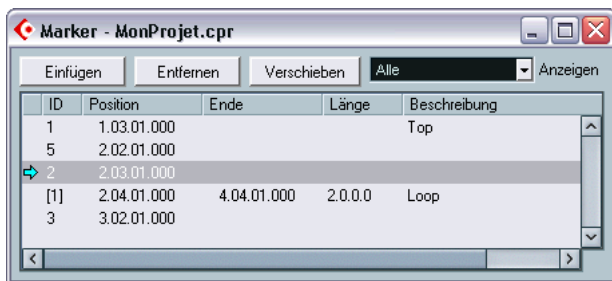 Marker - MonProjet.cpr
Einfügen Entfernen Verschieben Alle Anzeigen
ID Position Ende Länge Beschreibung
1 1.03.01.000 Top
5 2.02.01.000
2 2.03.01.000
[1] 2.04.01.000 4.04.01.000 2.0.0.0 Loop
3 3.02.01.000